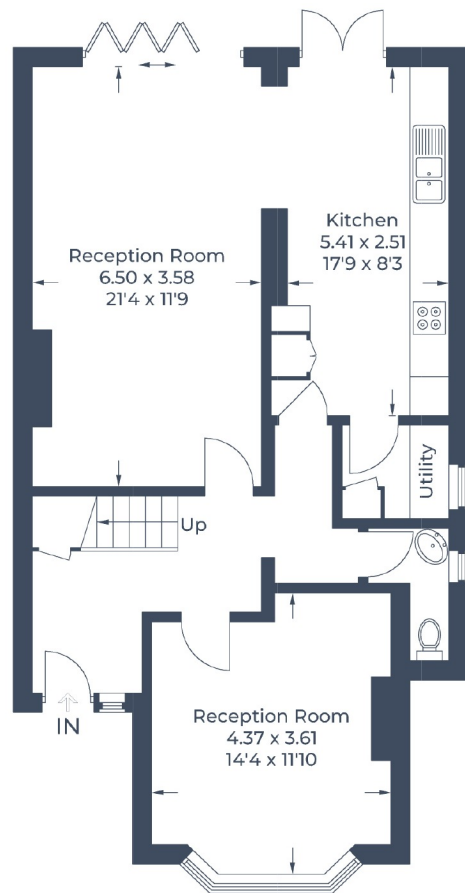 Kitchen
5.41 x 2.51
17'9 x 8'3
Reception Room
6.50 x 3.58
21'4 x 11'9
Utility
Up
IN
Reception Room
4.37 x 3.61
14'4 x 11'10